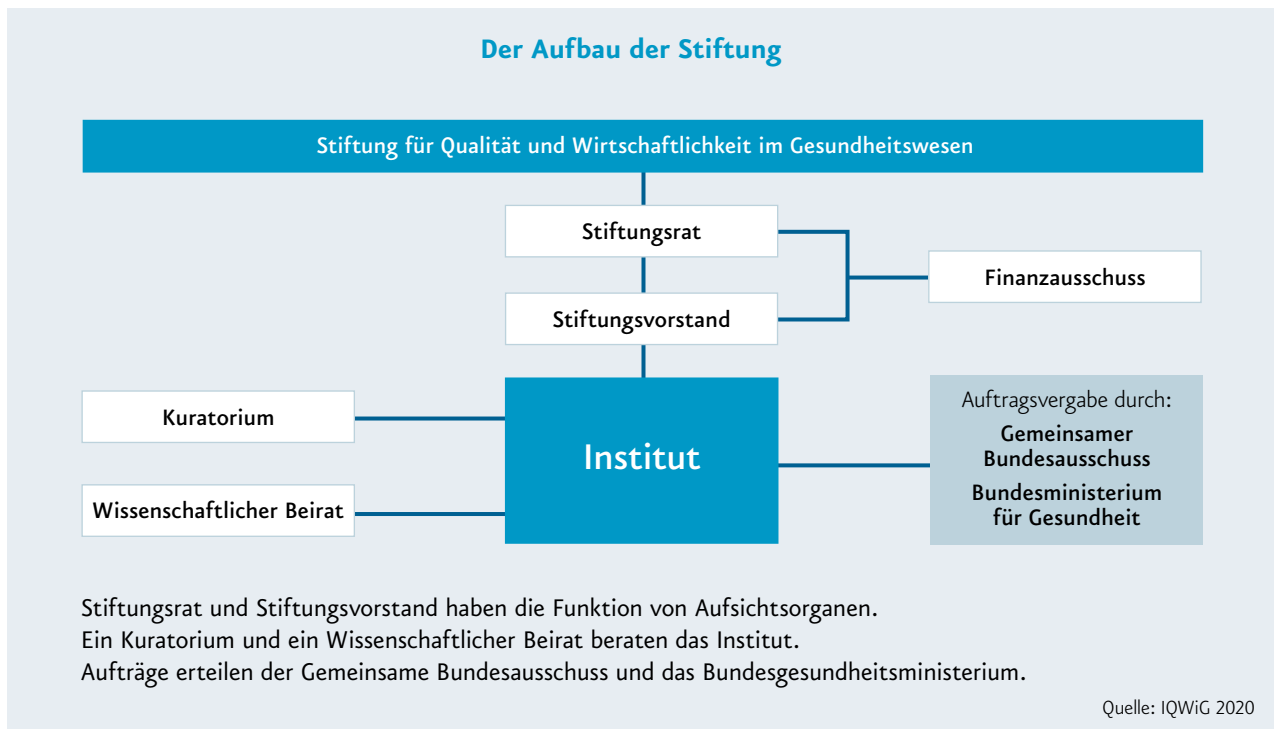 Der Aufbau der Stiftung
Stiftung für Qualität und Wirtschaftlichkeit im Gesundheitswesen
Stiftungsrat
Finanzausschuss
Stiftungsvorstand
Kuratorium
Institut
Wissenschaftlicher Beirat
Auftragsvergabe durch:
Gemeinsamer
Bundesausschuss
Bundesministerium
für Gesundheit
Stiftungsrat und Stiftungsvorstand haben die Funktion von Aufsichtsorganen.
Ein Kuratorium und ein Wissenschaftlicher Beirat beraten das Institut.
Aufträge erteilen der Gemeinsame Bundesausschuss und das Bundesgesundheitsministerium.
Quelle: IQWiG 2020